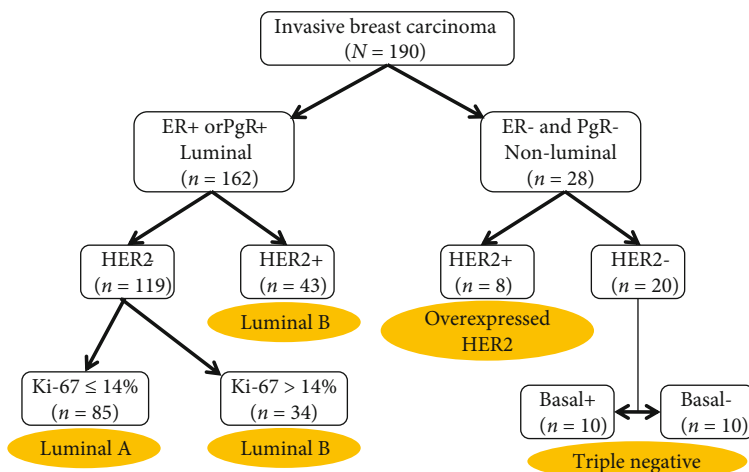 Invasive breast carcinoma
(N = 190)
ER+ orPgR+
Luminal
(n = 162)
ER- and PgR-
Non-luminal
(n = 28)
HER2-
(n = 119)
HER2+
(n = 43)
Luminal B
HER2+
(n = 8)
Overexpressed
HER2
HER2-
(n = 20)
Ki-67 ≤ 14%
(n = 85)
Luminal A
Ki-67 > 14%
(n = 34)
Luminal B
Basal+
(n = 10)
Basal-
(n = 10)
Triple negative